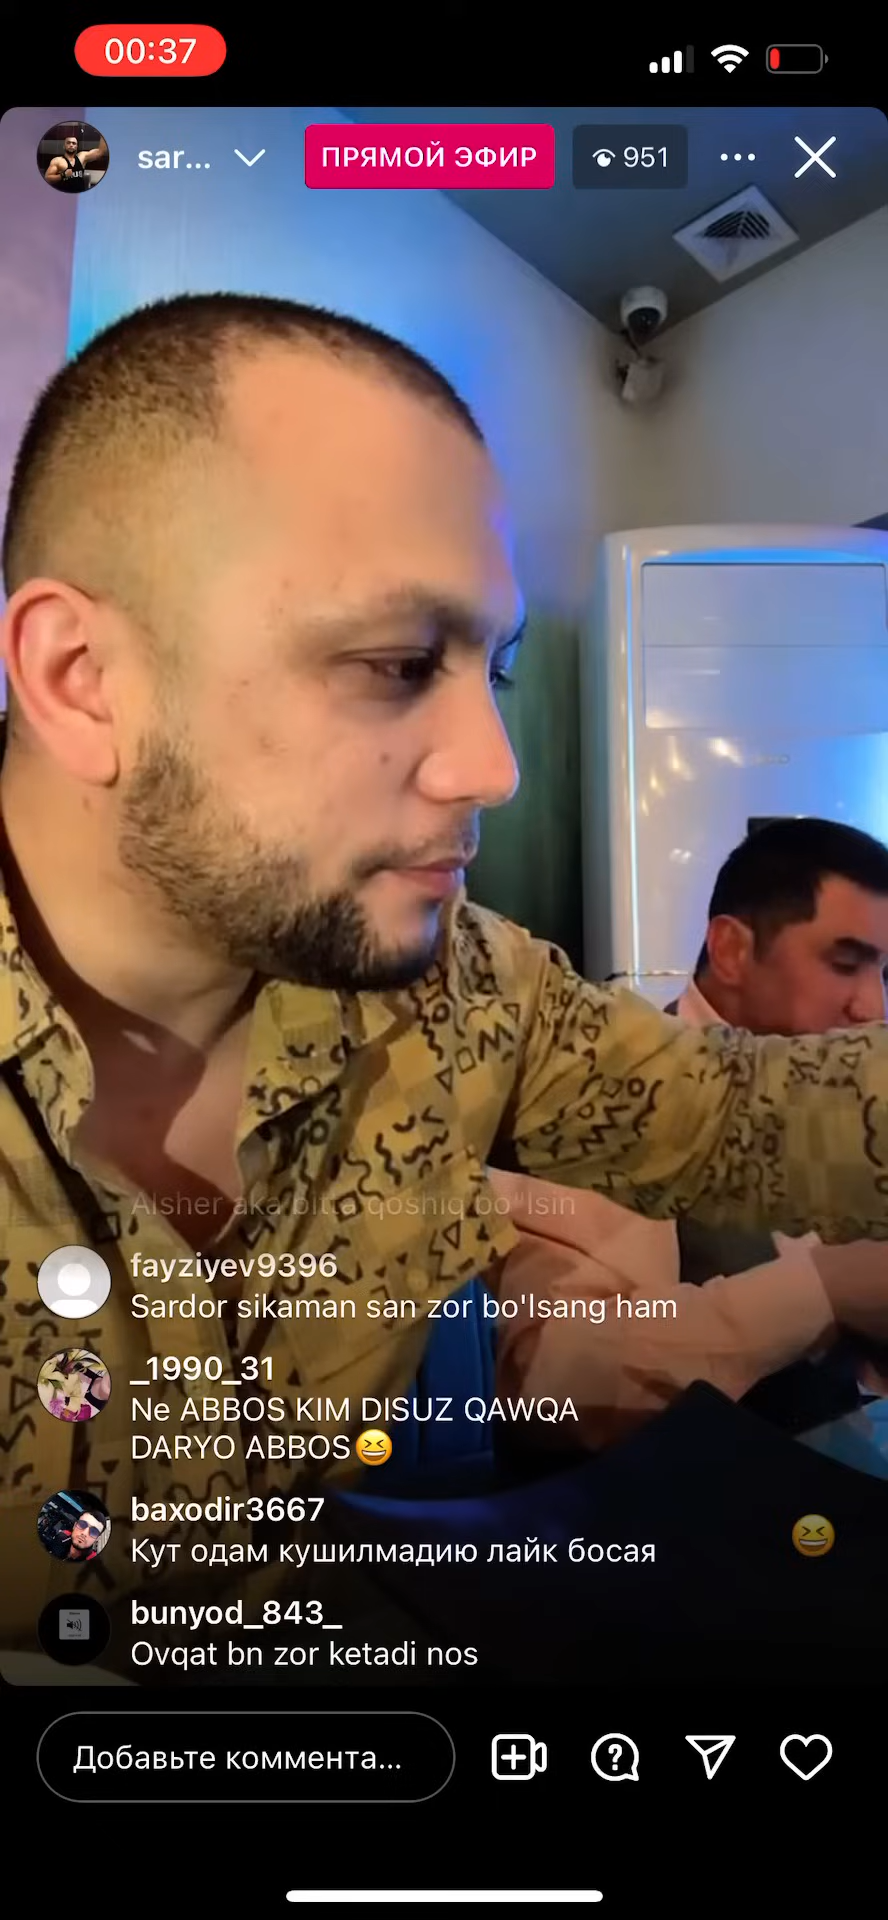 00:37
sar...
ПРЯМОЙ ЭФИР
951
Alsher aka bitta qoshiq bo"lsin
fayziyev9396
Sardor sikaman san zor bo'lsang ham
_1990_31
Ne ABBOS KIM DISUZ QAWQA
DARYO ABBOS😆
baxodir3667
Кут одам кушилмадию лайк босая
😆
bunyod_843_
Ovqat bn zor ketadi nos
Добавьте коммента...